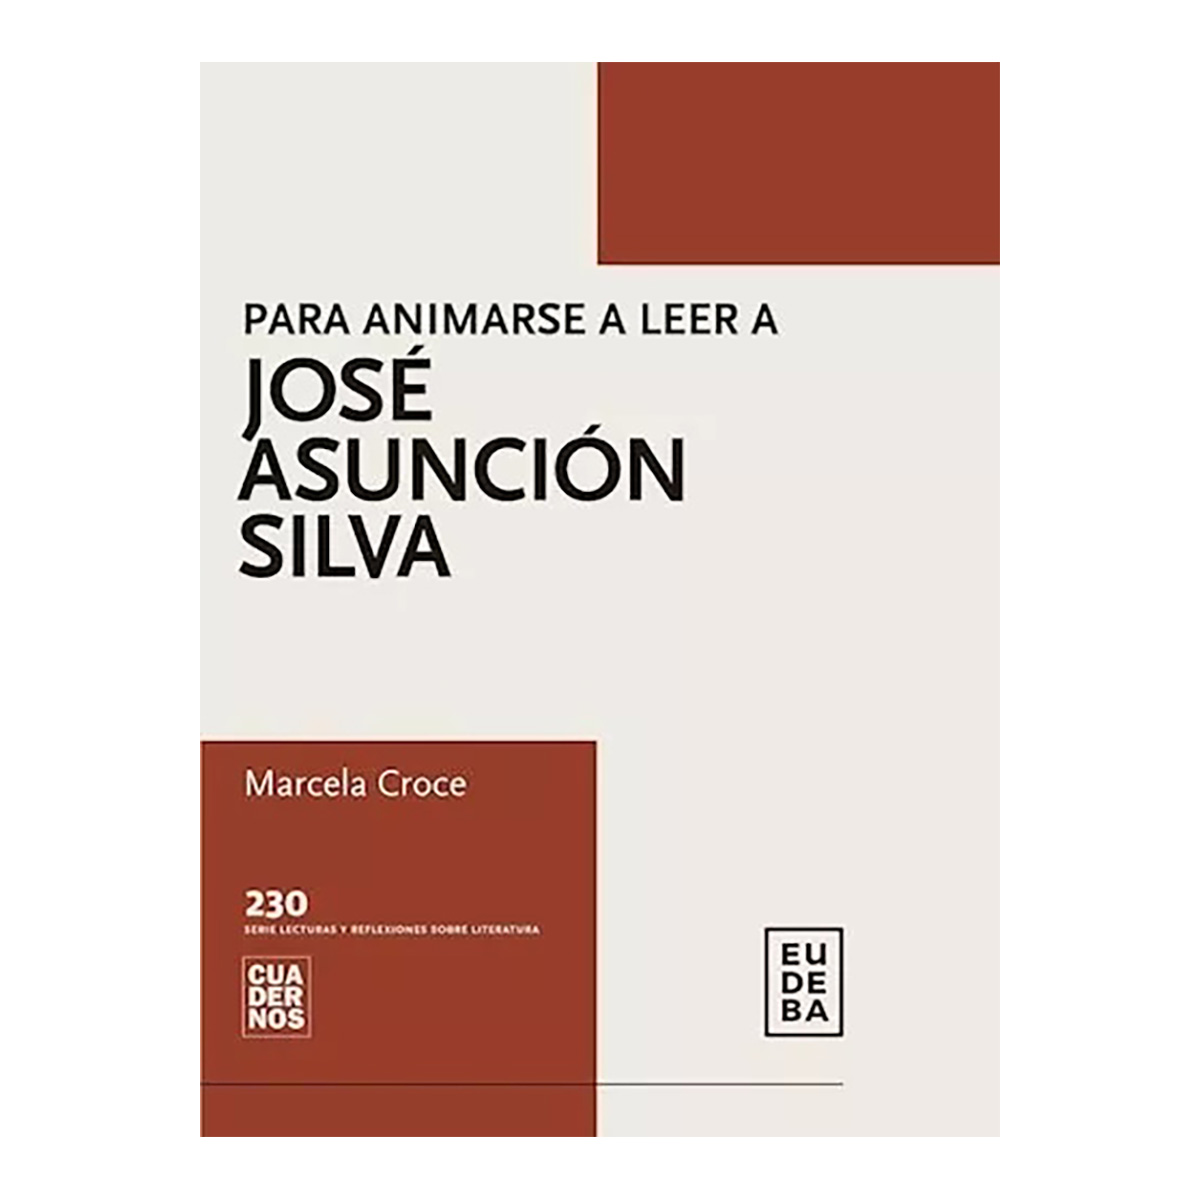 PARA ANIMARSE A LEER A
JOSÉ
ASUNCIÓN
SILVA
Marcela Croce
230
SERIE LECTURAS Y REFLEXIONES SOBRE LITERATURA
CUA
DER
NOS
EU
DE
BA